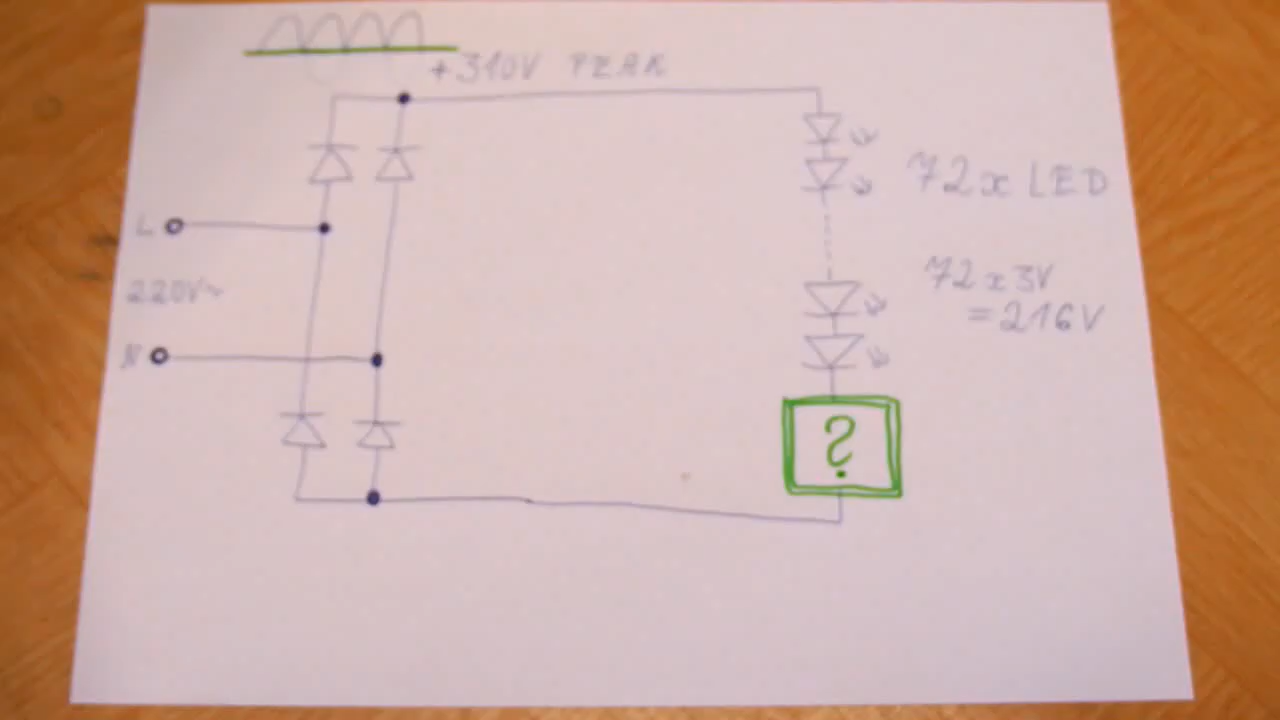 +310V PEAK
L
72x LED
220V~
72x3V
=216V
N
?